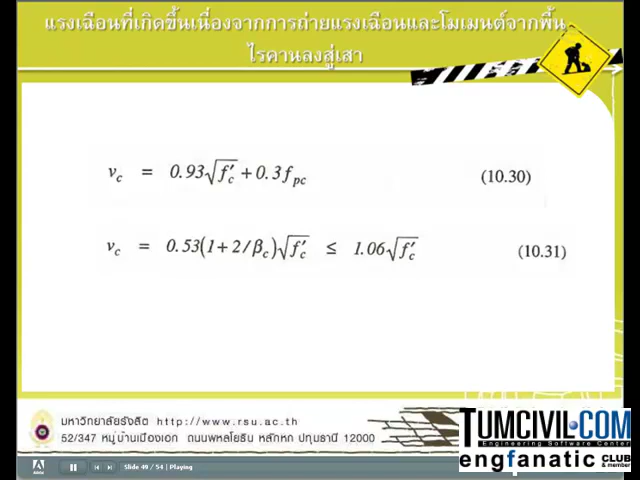 แรงเฉือนที่เกิดขึ้นเนื่องจากการถ่ายแรงเฉือนและโมเมนต์จากพื้น
ไร้คานลงสู่เสา
v_c = 0.93√f'_c + 0.3f_pc (10.30)
v_c = 0.53(1 + 2/β_c)√f'_c ≤ 1.06√f'_c (10.31)
มหาวิทยาลัยรังสิต http://www.rsu.ac.th
52/347 หมู่บ้านเมืองเอก ถนนพหลโยธิน หลักหก ปทุมธานี 12000
TUMCIVIL.COM
Engineering Software Center
engfanatic CLUB
& member
Adobe
Slide 49 / 54 | Playing